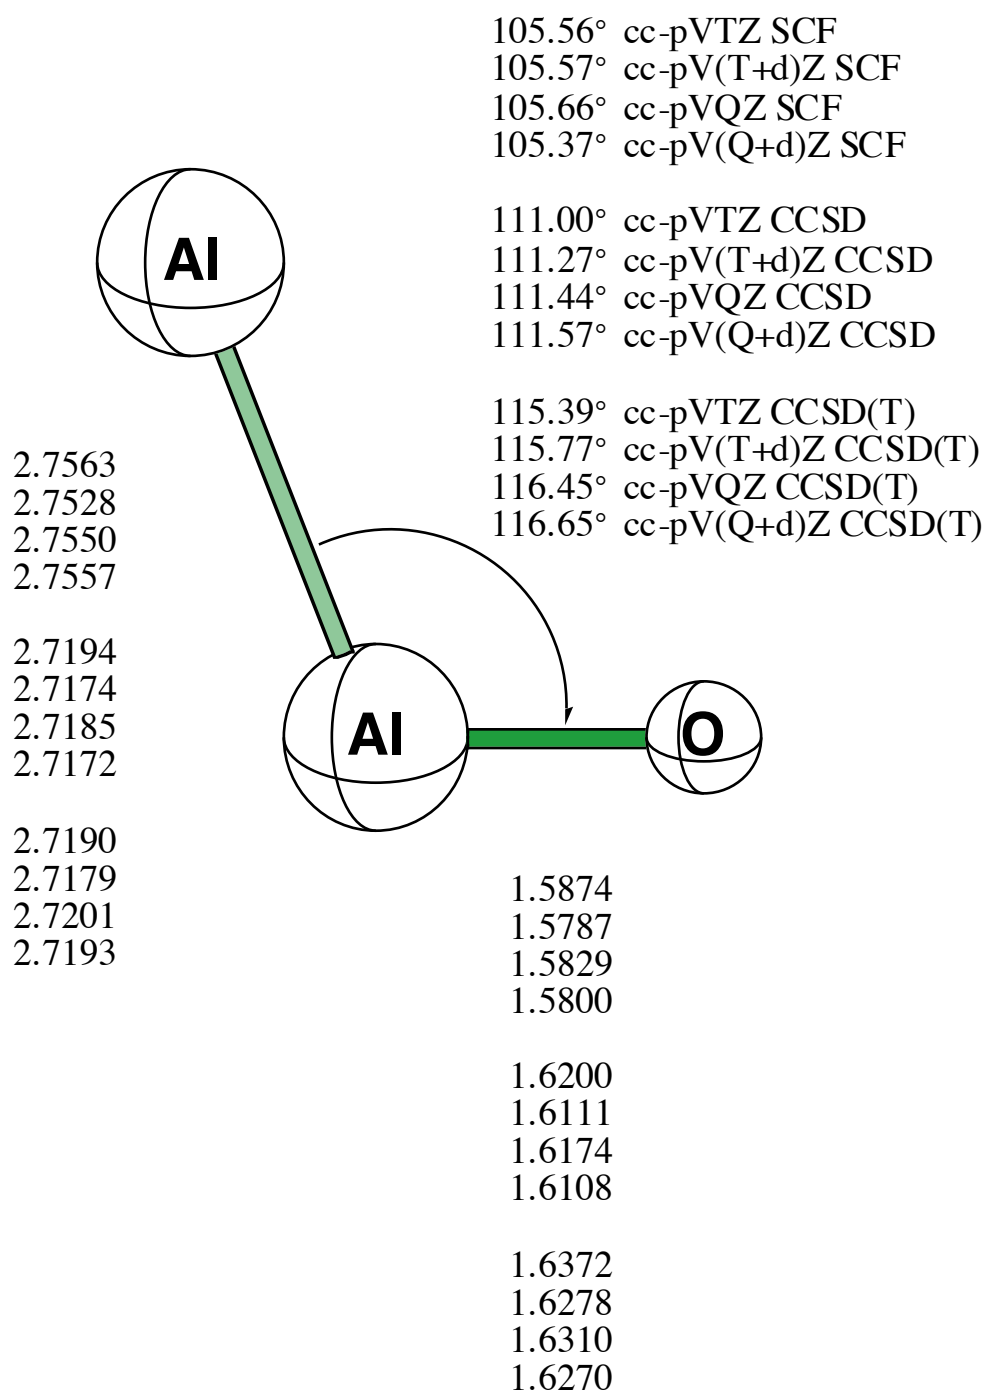 105.56° cc-pVTZ SCF
105.57° cc-pV(T+d)Z SCF
105.66° cc-pVQZ SCF
105.37° cc-pV(Q+d)Z SCF
111.00° cc-pVTZ CCSD
111.27° cc-pV(T+d)Z CCSD
111.44° cc-pVQZ CCSD
111.57° cc-pV(Q+d)Z CCSD
115.39° cc-pVTZ CCSD(T)
115.77° cc-pV(T+d)Z CCSD(T)
116.45° cc-pVQZ CCSD(T)
116.65° cc-pV(Q+d)Z CCSD(T)
Al
2.7563
2.7528
2.7550
2.7557
2.7194
2.7174
2.7185
2.7172
2.7190
2.7179
2.7201
2.7193
Al
O
1.5874
1.5787
1.5829
1.5800
1.6200
1.6111
1.6174
1.6108
1.6372
1.6278
1.6310
1.6270